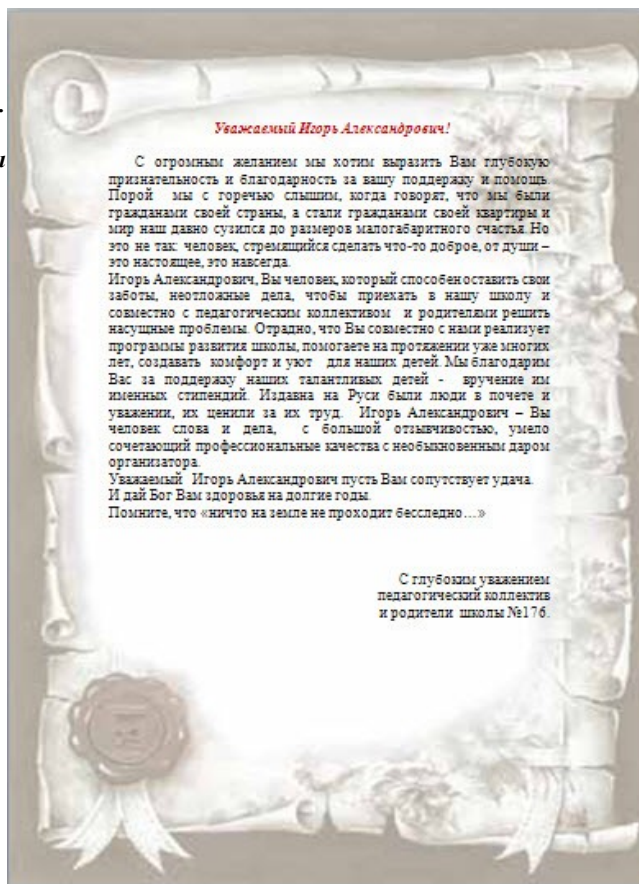 Уважаемый Игорь Александрович!
С огромным желанием мы хотим выразить Вам глубокую
признательность и благодарность за вашу поддержку и помощь.
Порой мы с горечью слышим, когда говорят, что мы были
гражданами своей страны, а стали гражданами своей квартиры и
мир наш давно сузился до размеров малогабаритного счастья. Но
это не так: человек, стремящийся сделать что-то доброе, от души –
это настоящее, это навсегда.
Игорь Александрович, Вы человек, который способен оставить свои
заботы, неотложные дела, чтобы приехать в нашу школу и
совместно с педагогическим коллективом и родителями решить
насущные проблемы. Отрадно, что Вы совместно с нами реализует
программы развития школы, помогаете на протяжении уже многих
лет, создавать комфорт и уют для наших детей. Мы благодарим
Вас за поддержку наших талантливых детей - вручение им
именных стипендий. Издавна на Руси были люди в почете и
уважении, их ценили за их труд. Игорь Александрович – Вы
человек слова и дела, с большой отзывчивостью, умело
сочетающий профессиональные качества с необыкновенным даром
организатора.
Уважаемый Игорь Александрович пусть Вам сопутствует удача.
И дай Бог Вам здоровья на долгие годы.
Помните, что «ничто на земле не проходит бесследно…»
С глубоким уважением
педагогический коллектив
и родители школы №176.